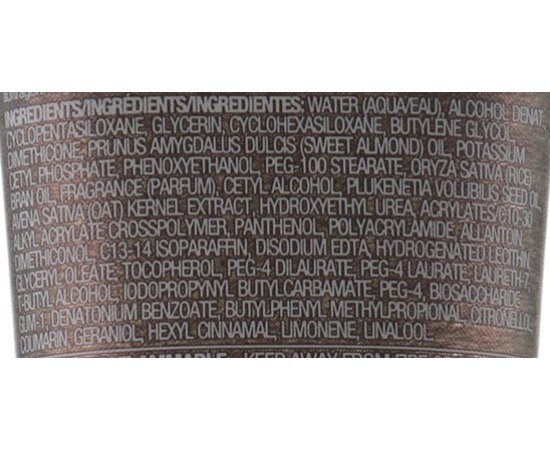 INGREDIENTS/INGRÉDIENTS/INGREDIENTES: WATER (AQUA/EAU), ALCOHOL DENAT,
CYCLOPENTASILOXANE, GLYCERIN, CYCLOHEXASILOXANE, BUTYLENE GLYCOL,
DIMETHICONE, PRUNUS AMYGDALUS DULCIS (SWEET ALMOND) OIL, POTASSIUM
CETYL PHOSPHATE, PHENOXYETHANOL, PEG-100 STEARATE, ORYZA SATIVA (RICE)
BRAN OIL, FRAGRANCE (PARFUM), CETYL ALCOHOL, PLUKENETIA VOLUBILIS SEED OIL,
AVENA SATIVA (OAT) KERNEL EXTRACT, HYDROXYETHYL UREA, ACRYLATES/C10-30
ALKYL ACRYLATE CROSSPOLYMER, PANTHENOL, POLYACRYLAMIDE, ALLANTOIN,
DIMETHICONOL, C13-14 ISOPARAFFIN, DISODIUM EDTA, HYDROGENATED LECITHIN,
GLYCERYL OLEATE, TOCOPHEROL, PEG-4 DILAURATE, PEG-4 LAURATE, LAURETH-7,
T-BUTYL ALCOHOL, IODOPROPYNYL BUTYLCARBAMATE, PEG-4, BIOSACCHARIDE
GUM-1, DENATONIUM BENZOATE, BUTYLPHENYL METHYLPROPIONAL, CITRONELLOL,
COUMARIN, GERANIOL, HEXYL CINNAMAL, LIMONENE, LINALOOL.
KEEP AWAY FROM FIRE